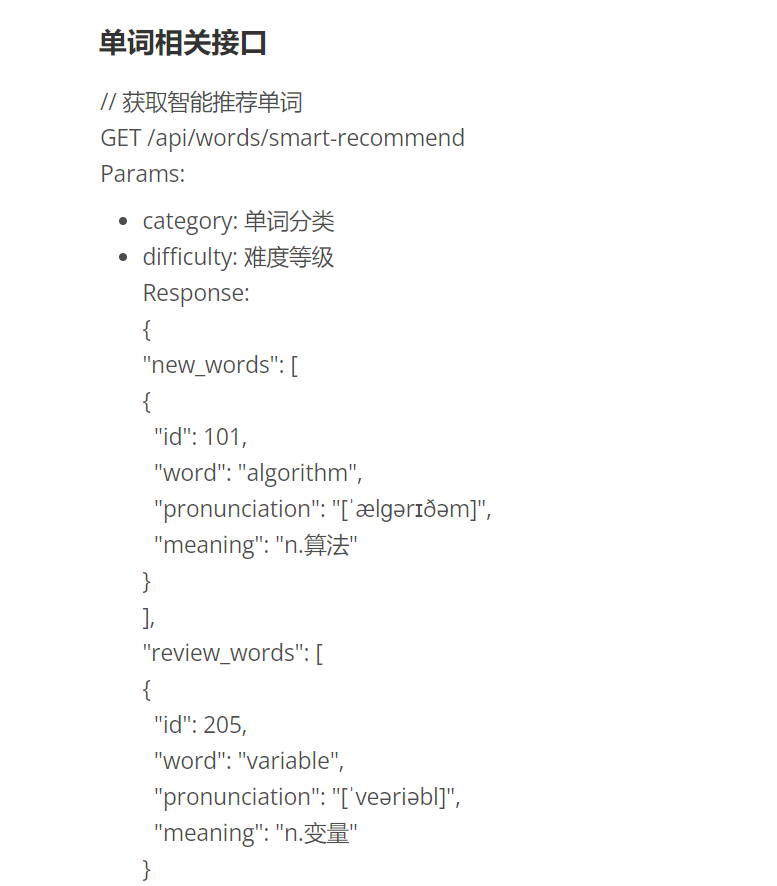 单词相关接口
// 获取智能推荐单词
GET /api/words/smart-recommend
Params:
• category: 单词分类
• difficulty: 难度等级
Response:
{
"new_words": [
{
"id": 101,
"word": "algorithm",
"pronunciation": "[ˈælɡərɪðəm]",
"meaning": "n.算法"
}
],
"review_words": [
{
"id": 205,
"word": "variable",
"pronunciation": "[ˈveəriəbl]",
"meaning": "n.变量"
}